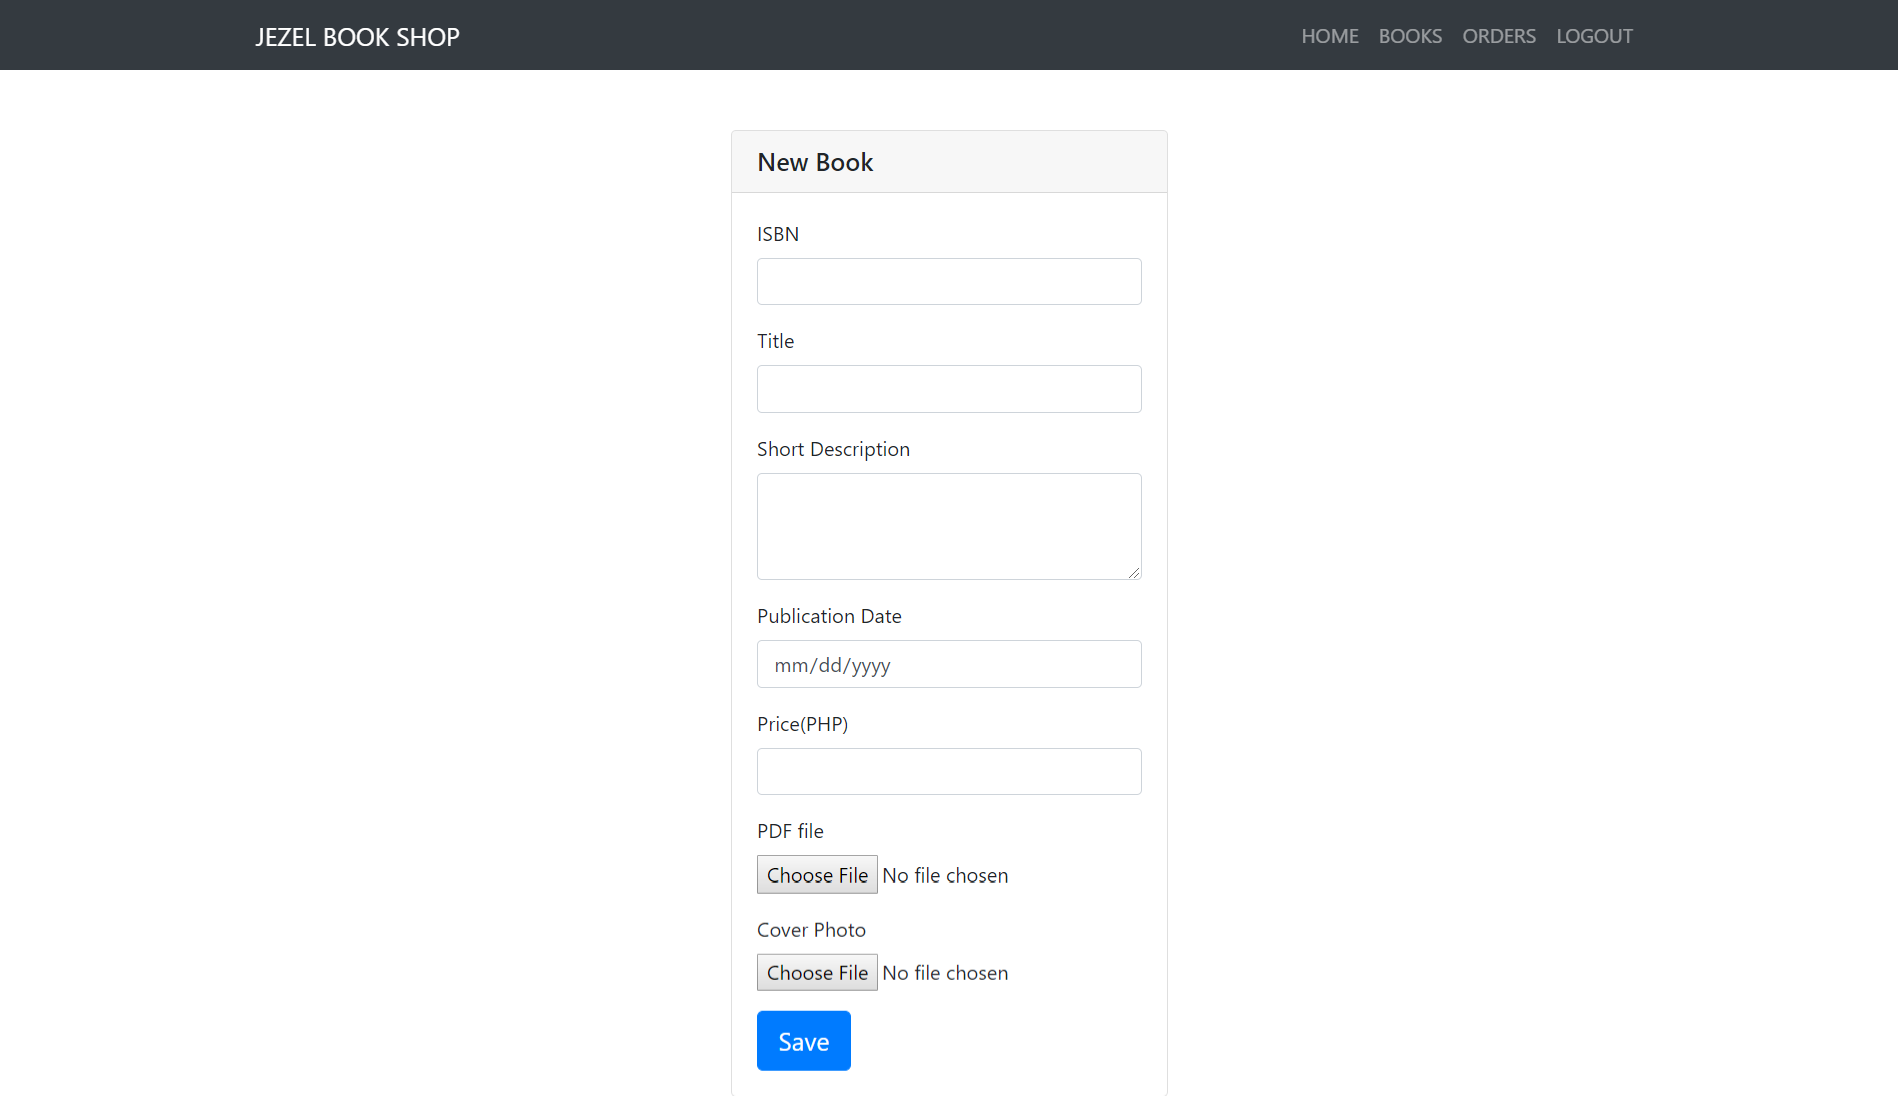 JEZEL BOOK SHOP HOME BOOKS ORDERS LOGOUT
New Book
ISBN
Title
Short Description
Publication Date
mm/dd/yyyy
Price(PHP)
PDF file
Choose File No file chosen
Cover Photo
Choose File No file chosen
Save